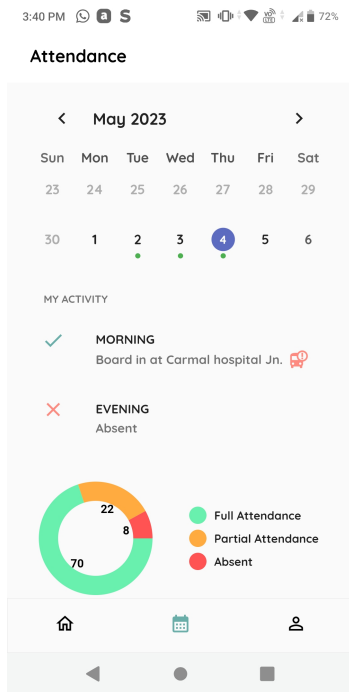 3:40 PM 72%
Attendance
May 2023
Sun Mon Tue Wed Thu Fri Sat
23 24 25 26 27 28 29
30 1 2 3 4 5 6
MY ACTIVITY
MORNING
Board in at Carmal hospital Jn.
EVENING
Absent
22
8
70
Full Attendance
Partial Attendance
Absent